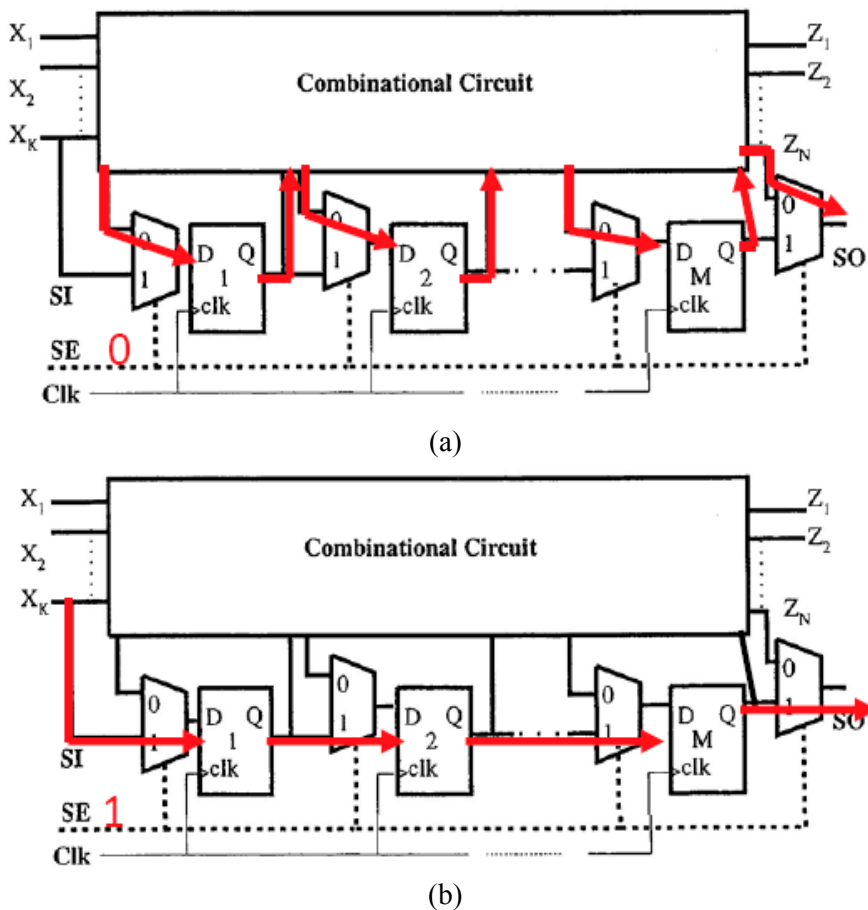 X1
X2
XK
Combinational Circuit
Z1
Z2
ZN
0
1
D Q
1
clk
0
1
D Q
2
clk
0
1
D Q
M
clk
0
1
SO
SI
SE 0
Clk
(a)
X1
X2
XK
Combinational Circuit
Z1
Z2
ZN
0
1
D Q
1
clk
0
1
D Q
2
clk
0
1
D Q
M
clk
0
1
SO
SI
SE 1
Clk
(b)